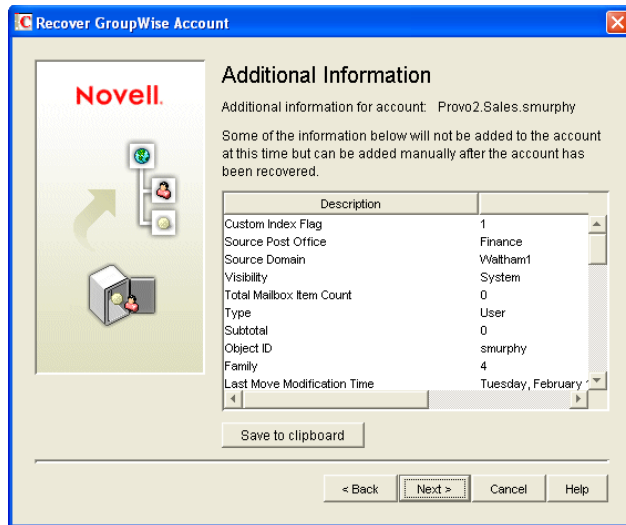 Recover GroupWise Account
Novell.
Additional Information
Additional information for account: Provo2.Sales.smurphy
Some of the information below will not be added to the account
at this time but can be added manually after the account has
been recovered.
Description
Custom Index Flag 1
Source Post Office Finance
Source Domain Waltham1
Visibility System
Total Mailbox Item Count 0
Type User
Subtotal 0
Object ID smurphy
Family 4
Last Move Modification Time Tuesday, February
Save to clipboard
< Back Next > Cancel Help